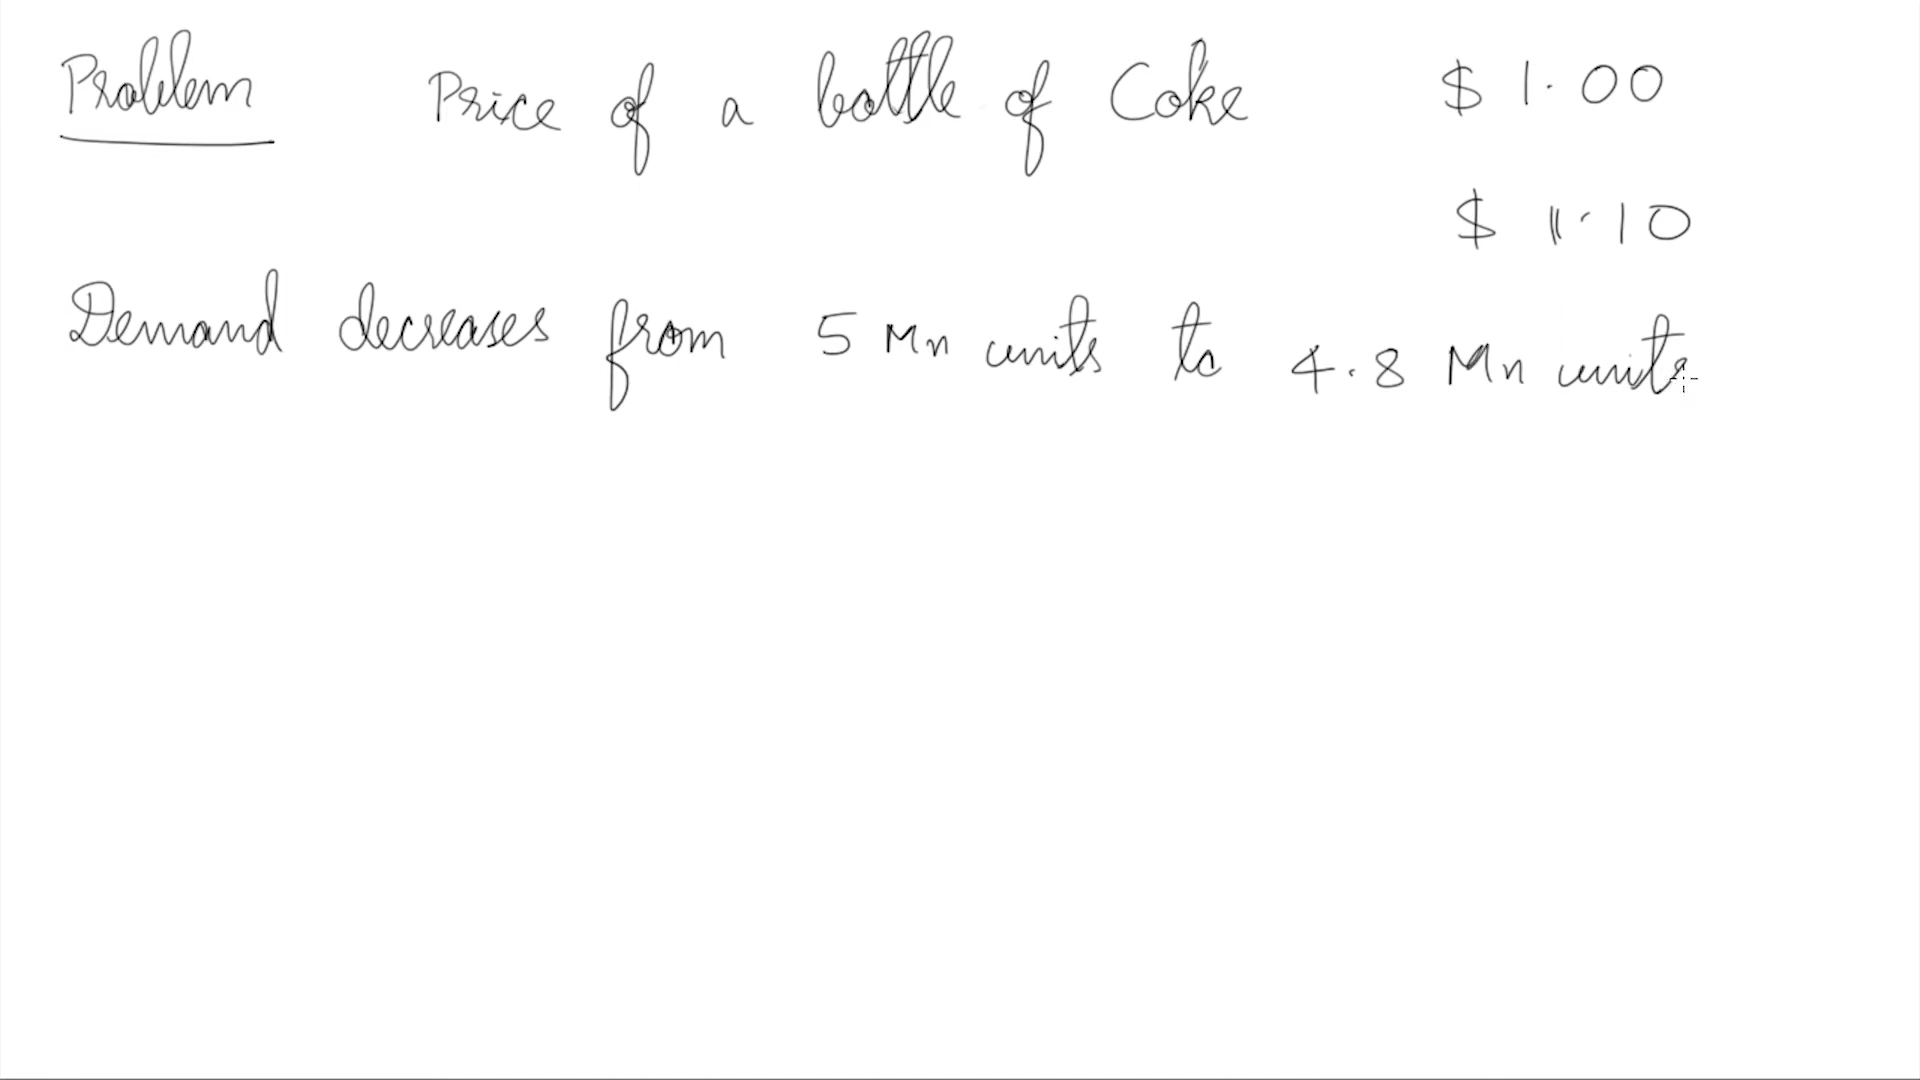 Problem Price of a bottle of Coke $ 1.00
$ 1.10
Demand decreases from 5 Mn units to 4.8 Mn units